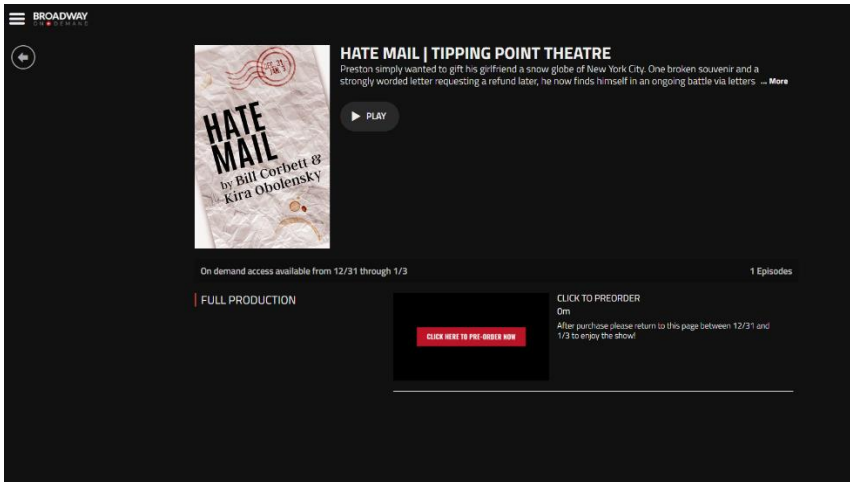 BROADWAY
ON DEMAND
HATE MAIL | TIPPING POINT THEATRE
Preston simply wanted to gift his girlfriend a snow globe of New York City. One broken souvenir and a
strongly worded letter requesting a refund later, he now finds himself in an ongoing battle via letters ... More
PLAY
HATE
MAIL
by Bill Corbett &
Kira Obolensky
On demand access available from 12/31 through 1/3
1 Episodes
FULL PRODUCTION
CLICK HERE TO PRE-ORDER NOW
CLICK TO PREORDER
0m
After purchase please return to this page between 12/31 and
1/3 to enjoy the show!